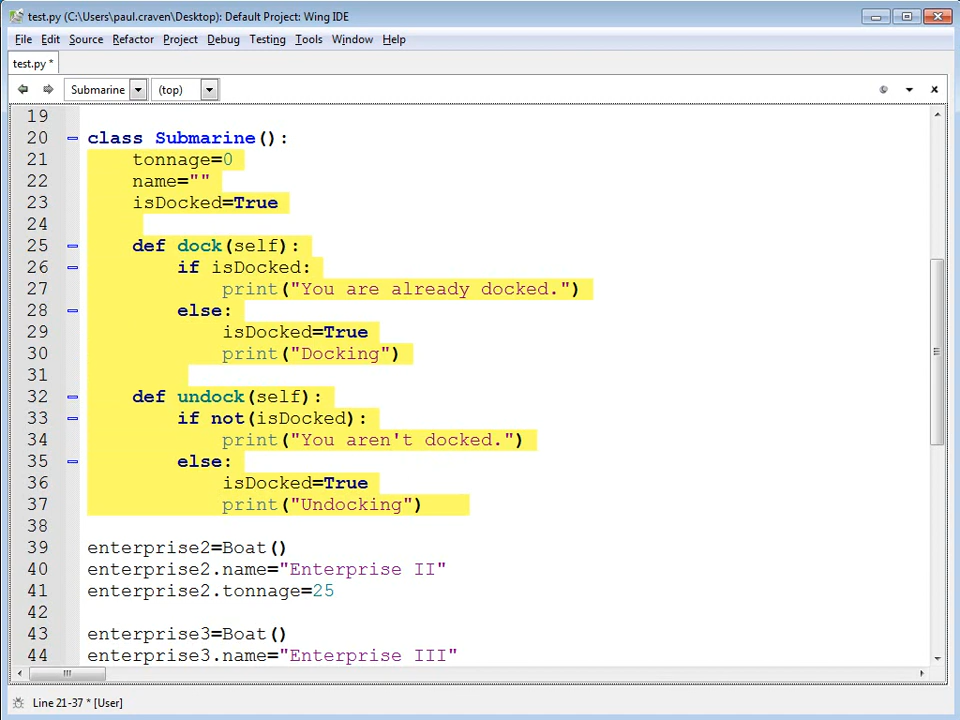 test.py (C:\Users\paul.craven\Desktop): Default Project: Wing IDE
File Edit Source Refactor Project Debug Testing Tools Window Help
test.py *
Submarine (top)
19
20 class Submarine():
21 tonnage=0
22 name=""
23 isDocked=True
24
25 def dock(self):
26 if isDocked:
27 print("You are already docked.")
28 else:
29 isDocked=True
30 print("Docking")
31
32 def undock(self):
33 if not(isDocked):
34 print("You aren't docked.")
35 else:
36 isDocked=True
37 print("Undocking")
38
39 enterprise2=Boat()
40 enterprise2.name="Enterprise II"
41 enterprise2.tonnage=25
42
43 enterprise3=Boat()
44 enterprise3.name="Enterprise III"
Line 21-37 * [User]